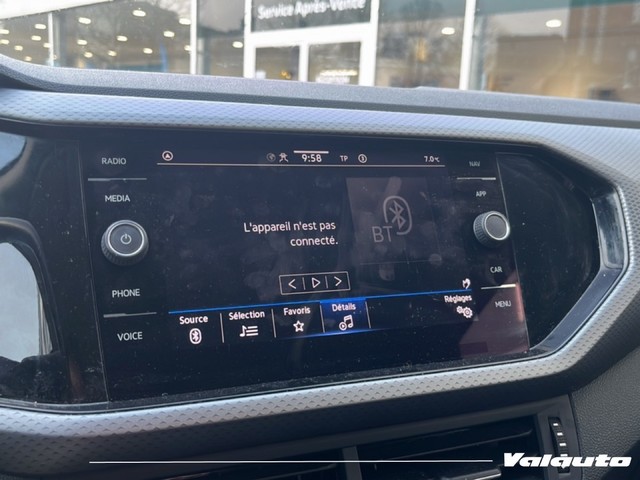 Service Après-Vente
RADIO
MEDIA
PHONE
VOICE
9:58
TP
7.0°C
L'appareil n'est pas
connecté.
BT
Source
Sélection
Favoris
Détails
Réglages
NAV
APP
CAR
MENU
Valauto